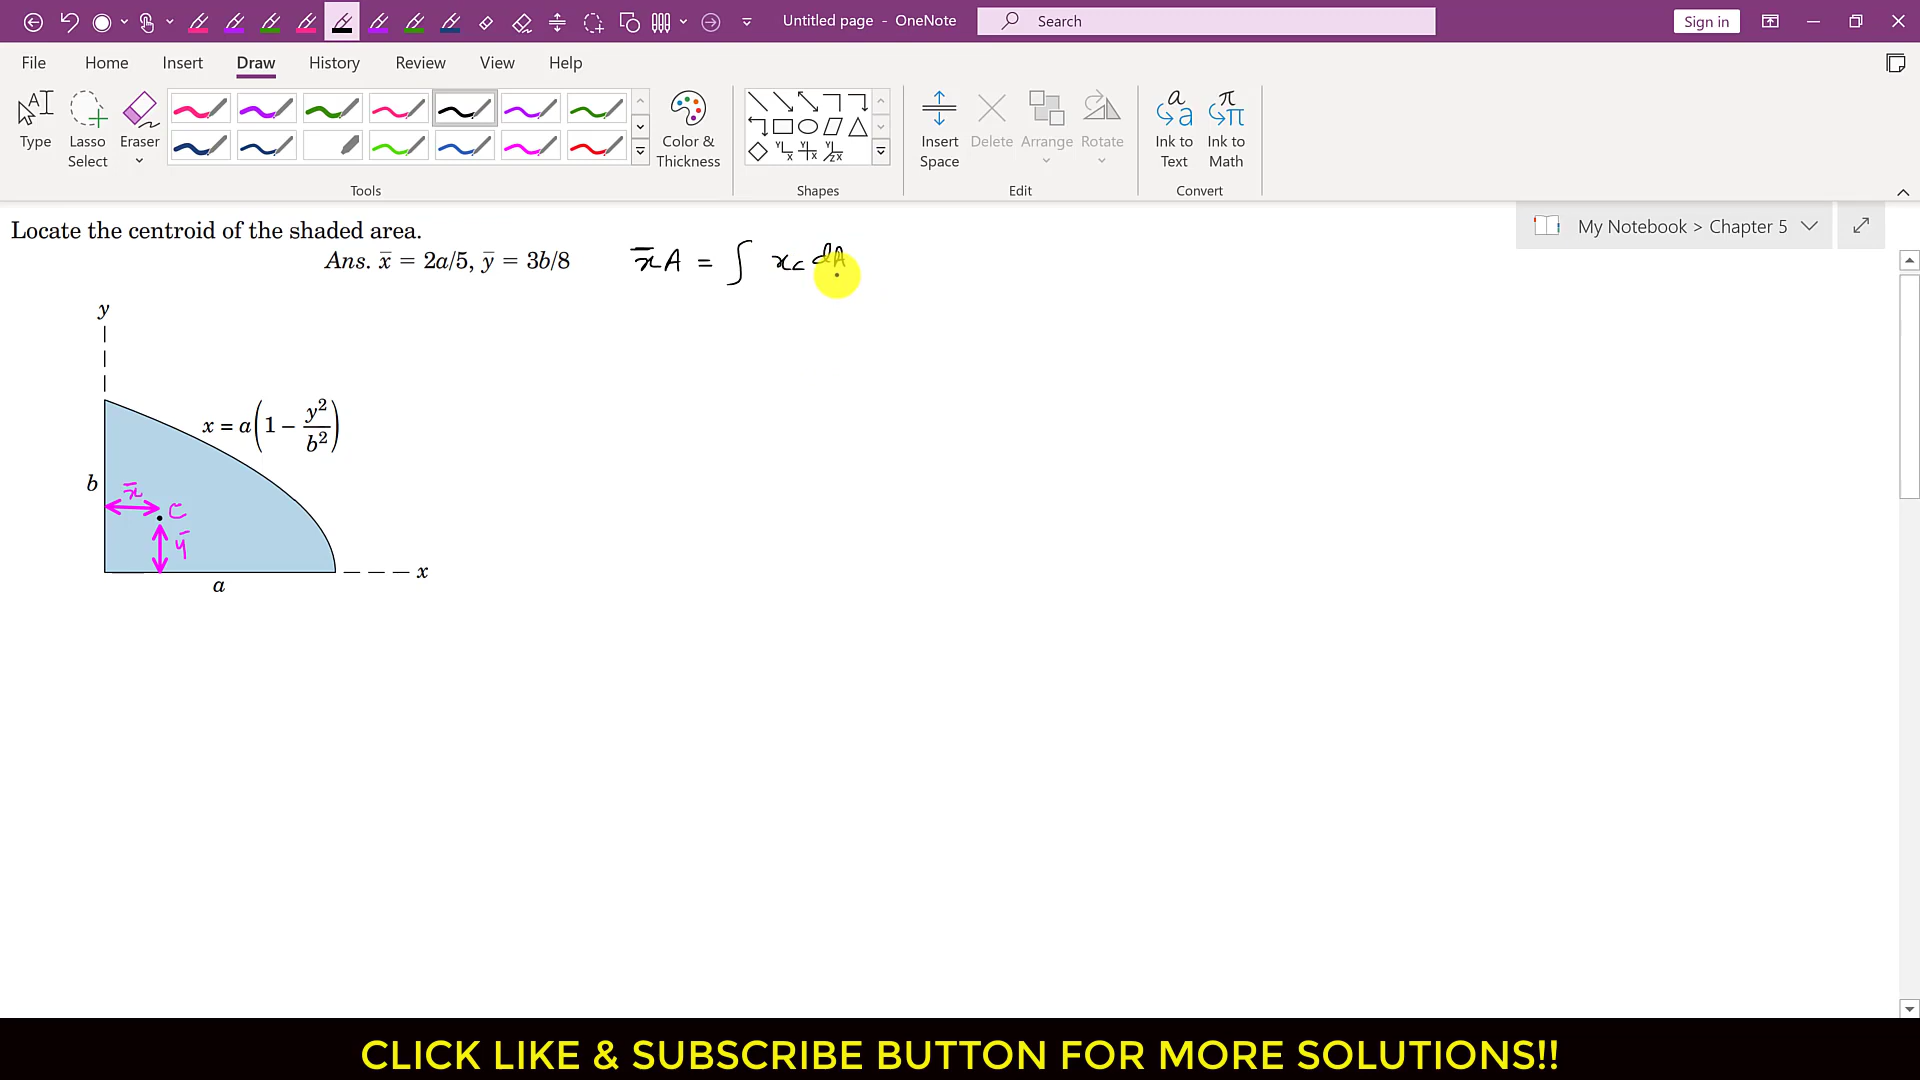 Untitled page - OneNote
Search
Sign in
File Home Insert Draw History Review View Help
Type
Lasso Select
Eraser
Color & Thickness
Insert Space
Delete
Arrange
Rotate
Ink to Text
Ink to Math
Tools
Shapes
Edit
Convert
My Notebook > Chapter 5
Locate the centroid of the shaded area.
Ans. x̄ = 2a/5, ȳ = 3b/8
x̄A = ∫ x_c dA
y
x = a(1 − y²/b²)
b
x̄
C
ȳ
a
x
CLICK LIKE & SUBSCRIBE BUTTON FOR MORE SOLUTIONS!!